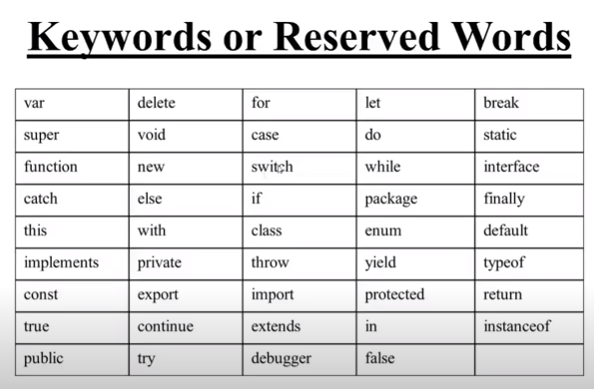 Keywords or Reserved Words
var delete for let break
super void case do static
function new switch while interface
catch else if package finally
this with class enum default
implements private throw yield typeof
const export import protected return
true continue extends in instanceof
public try debugger false